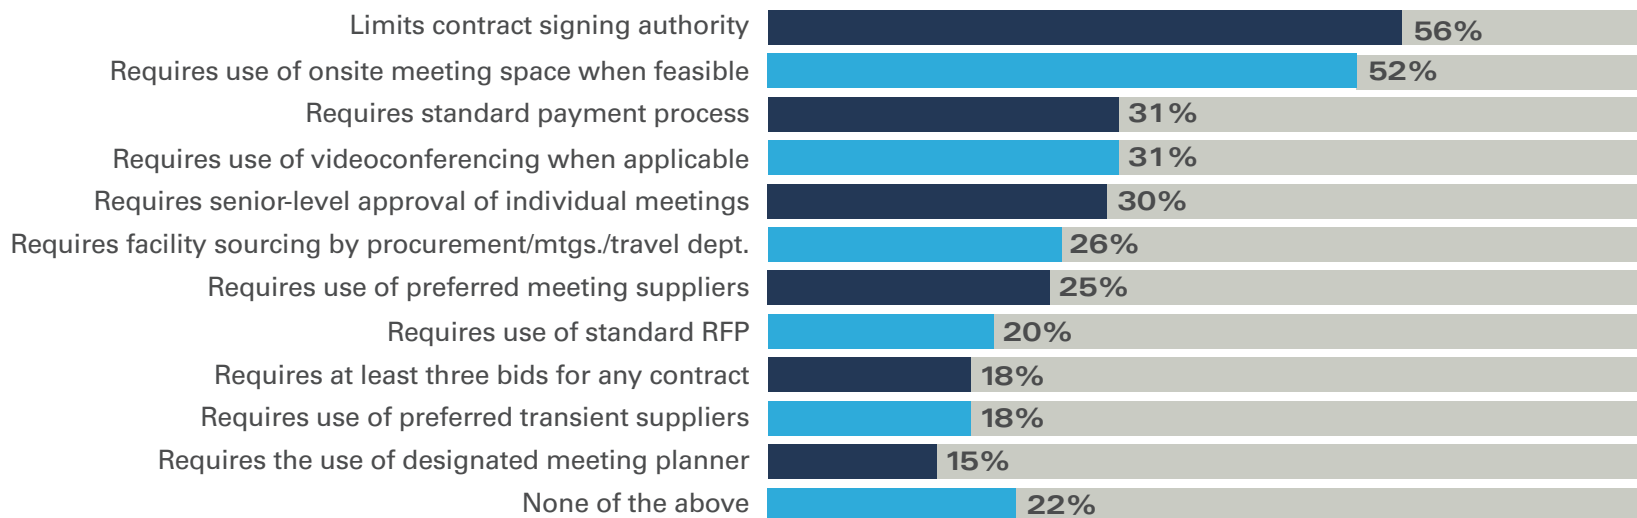 Limits contract signing authority 56%
Requires use of onsite meeting space when feasible 52%
Requires standard payment process 31%
Requires use of videoconferencing when applicable 31%
Requires senior-level approval of individual meetings 30%
Requires facility sourcing by procurement/mtgs./travel dept. 26%
Requires use of preferred meeting suppliers 25%
Requires use of standard RFP 20%
Requires at least three bids for any contract 18%
Requires use of preferred transient suppliers 18%
Requires the use of designated meeting planner 15%
None of the above 22%